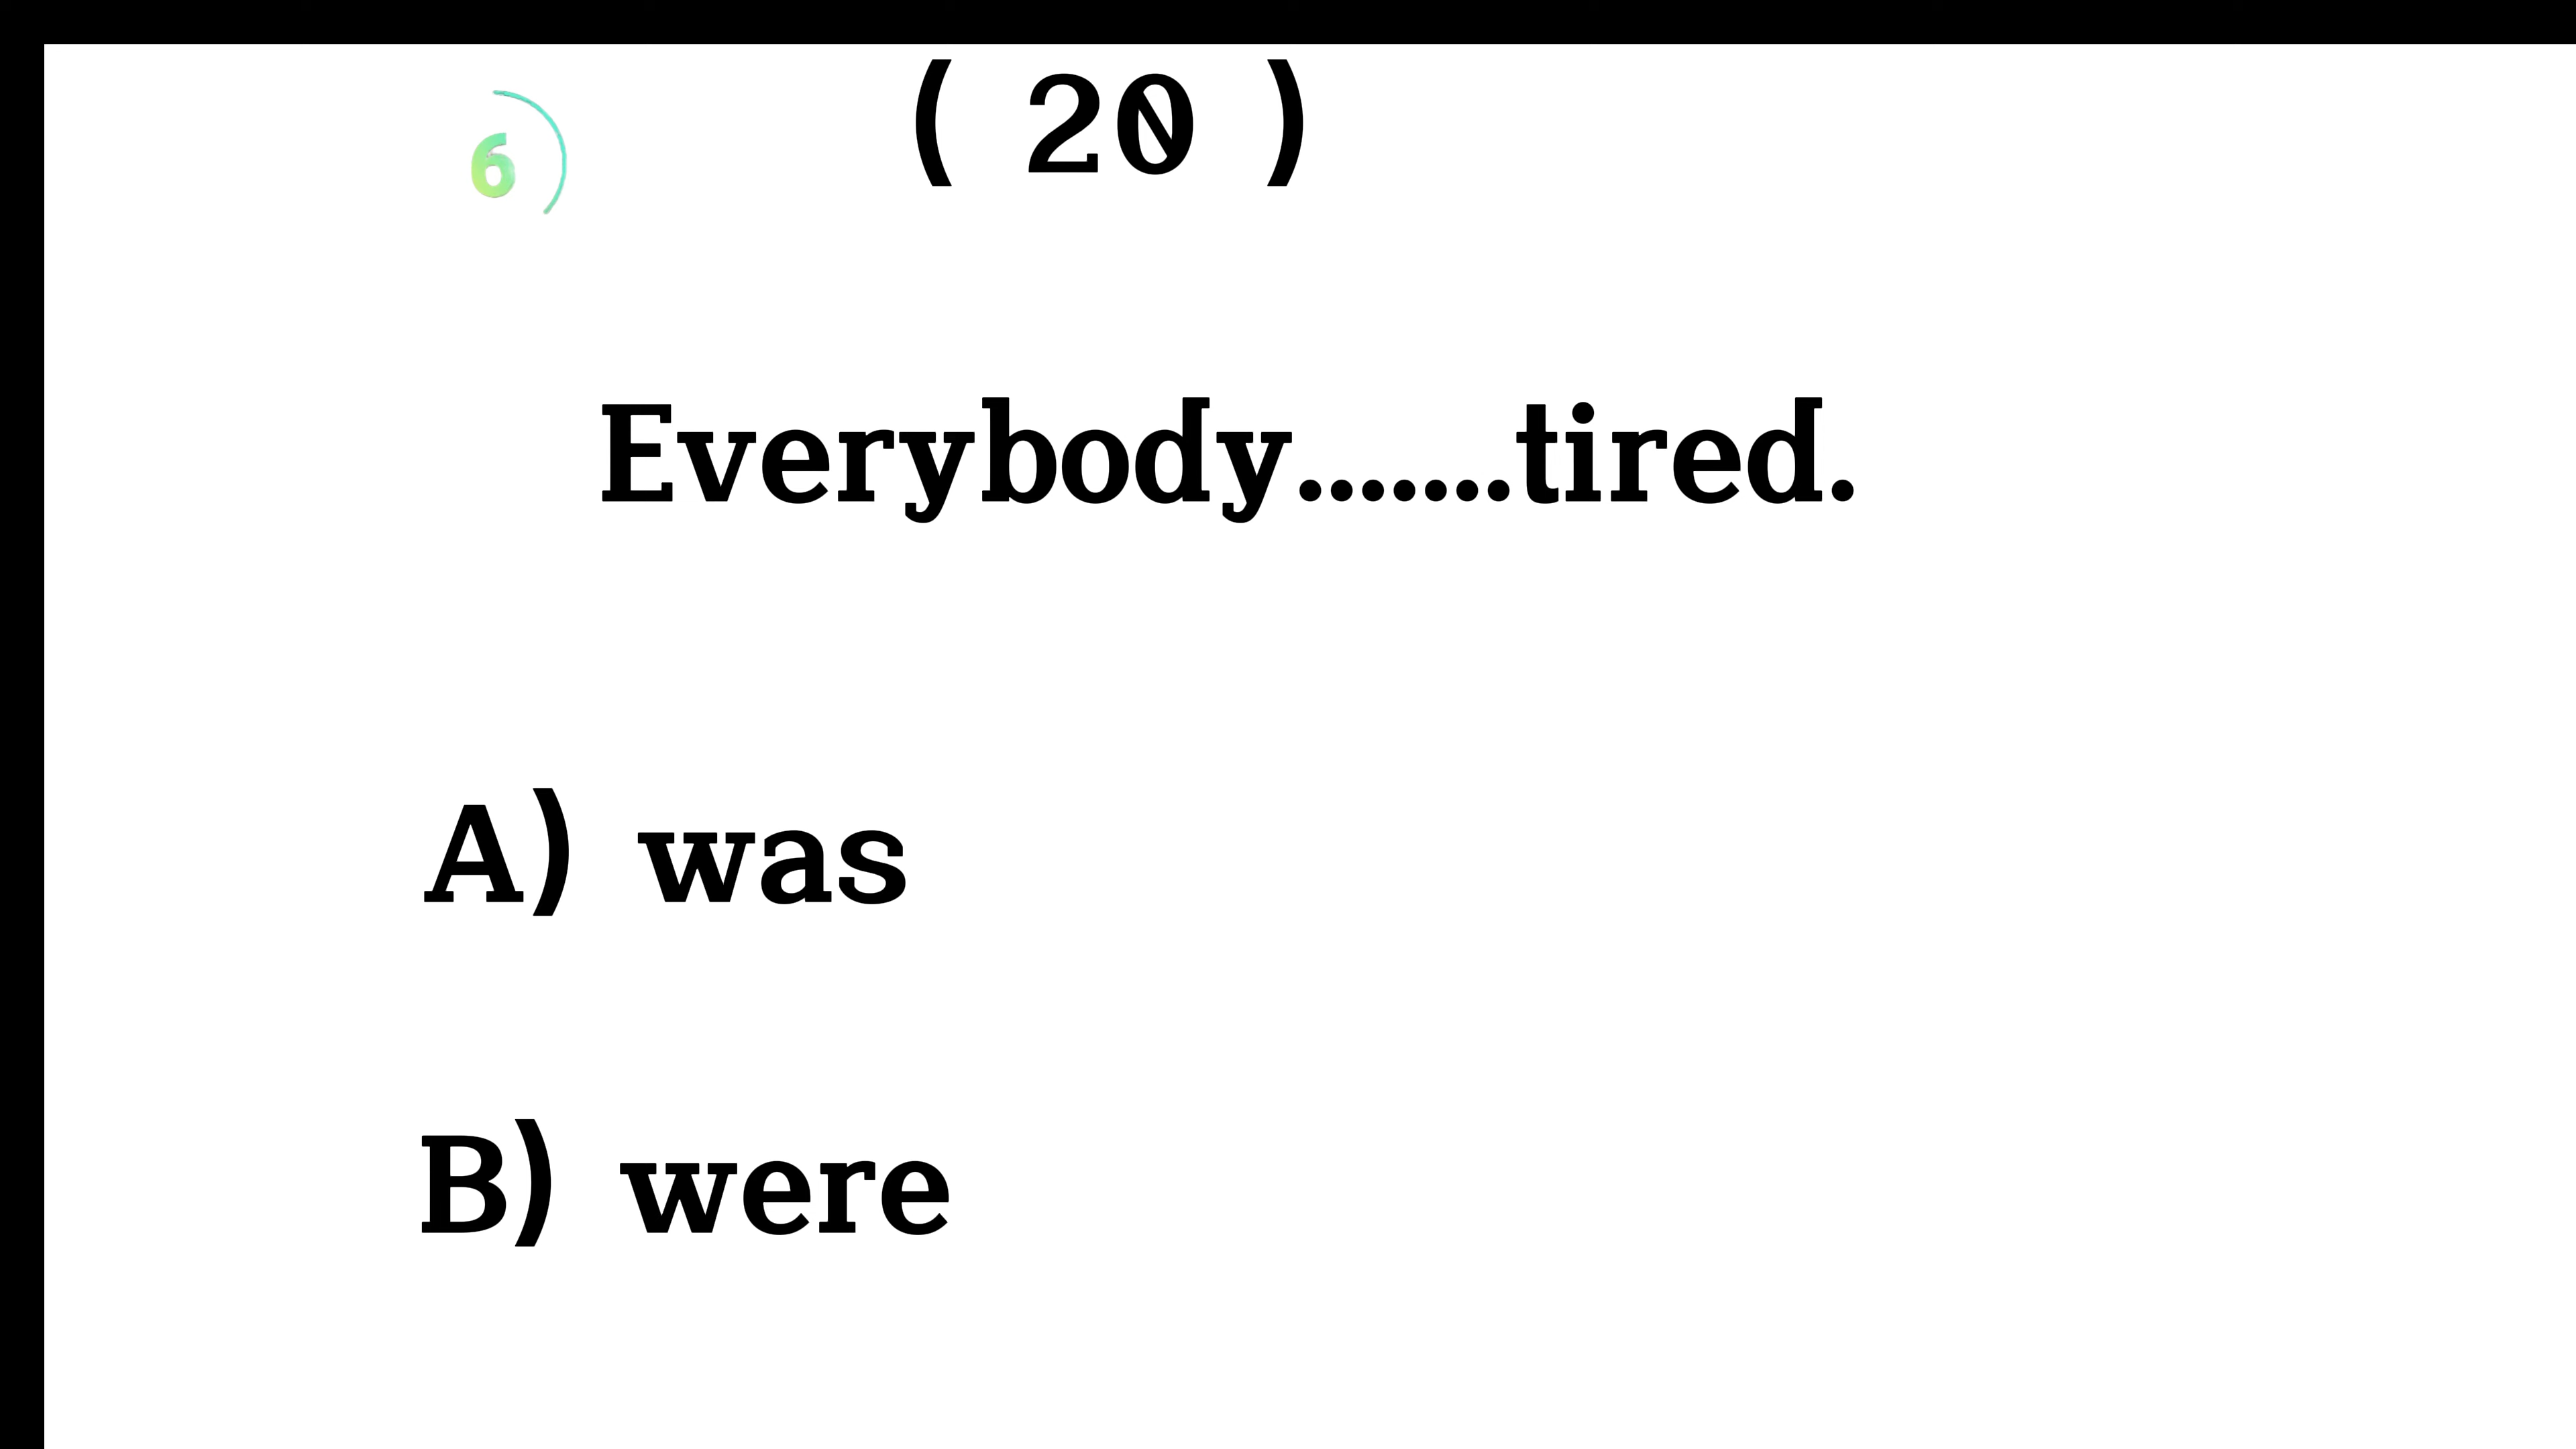 ( 20 )
6
Everybody.......tired.
A) was
B) were